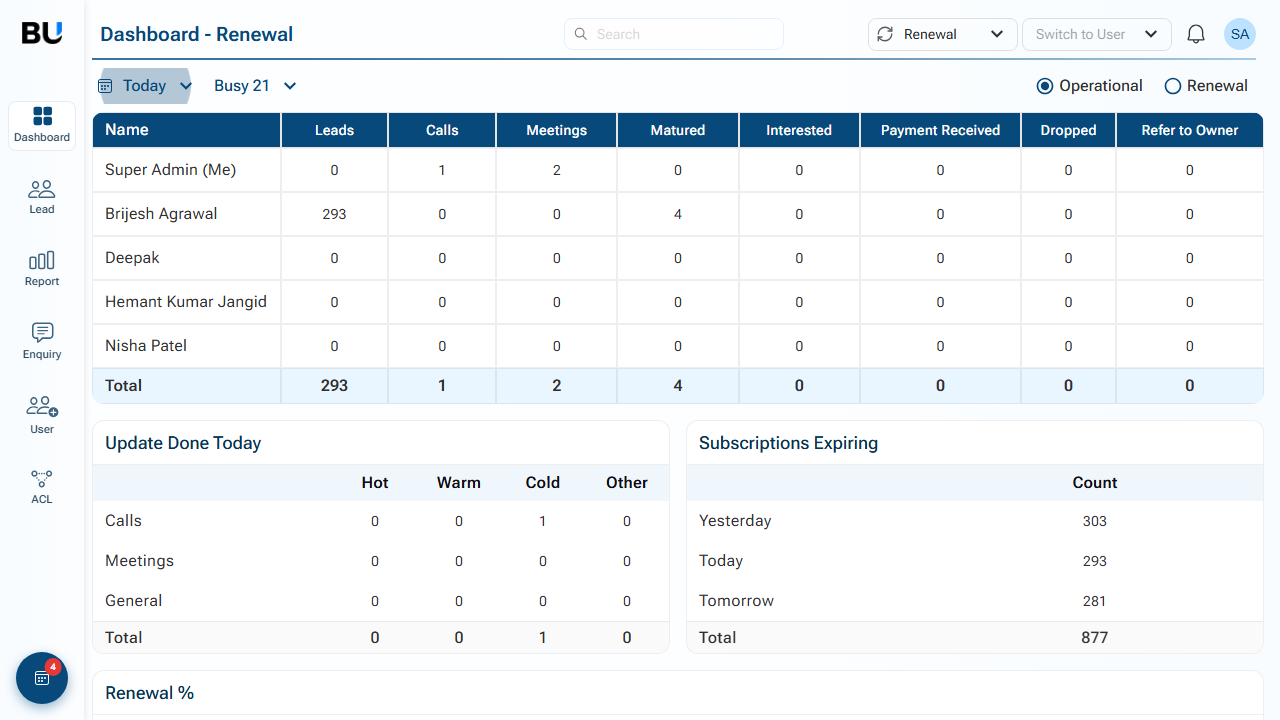 BU
Dashboard - Renewal
Search
Renewal
Switch to User
SA
Today
Busy 21
Operational
Renewal
Dashboard
Lead
Report
Enquiry
User
ACL
4
Name Leads Calls Meetings Matured Interested Payment Received Dropped Refer to Owner
Super Admin (Me) 0 1 2 0 0 0 0 0
Brijesh Agrawal 293 0 0 4 0 0 0 0
Deepak 0 0 0 0 0 0 0 0
Hemant Kumar Jangid 0 0 0 0 0 0 0 0
Nisha Patel 0 0 0 0 0 0 0 0
Total 293 1 2 4 0 0 0 0
Update Done Today
Hot Warm Cold Other
Calls 0 0 1 0
Meetings 0 0 0 0
General 0 0 0 0
Total 0 0 1 0
Subscriptions Expiring
Count
Yesterday 303
Today 293
Tomorrow 281
Total 877
Renewal %